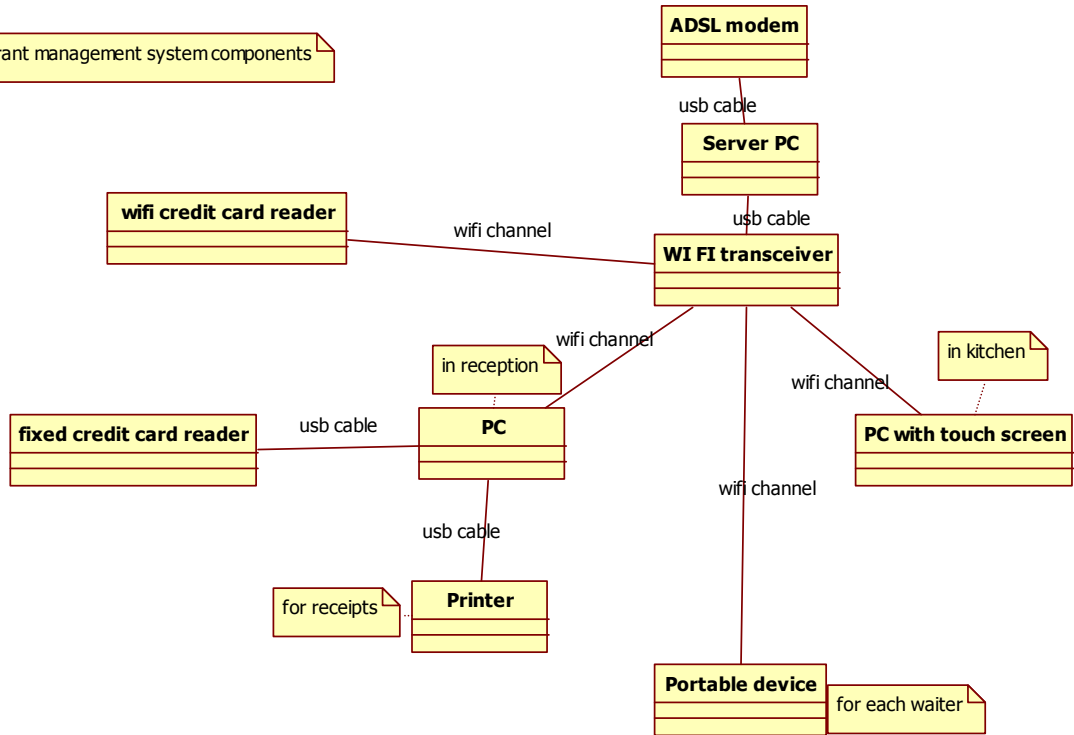 ADSL modem
rant management system components
usb cable
Server PC
wifi credit card reader
usb cable
wifi channel
WI FI transceiver
wifi channel
in reception
in kitchen
wifi channel
fixed credit card reader
usb cable
PC
PC with touch screen
wifi channel
usb cable
for receipts
Printer
Portable device
for each waiter